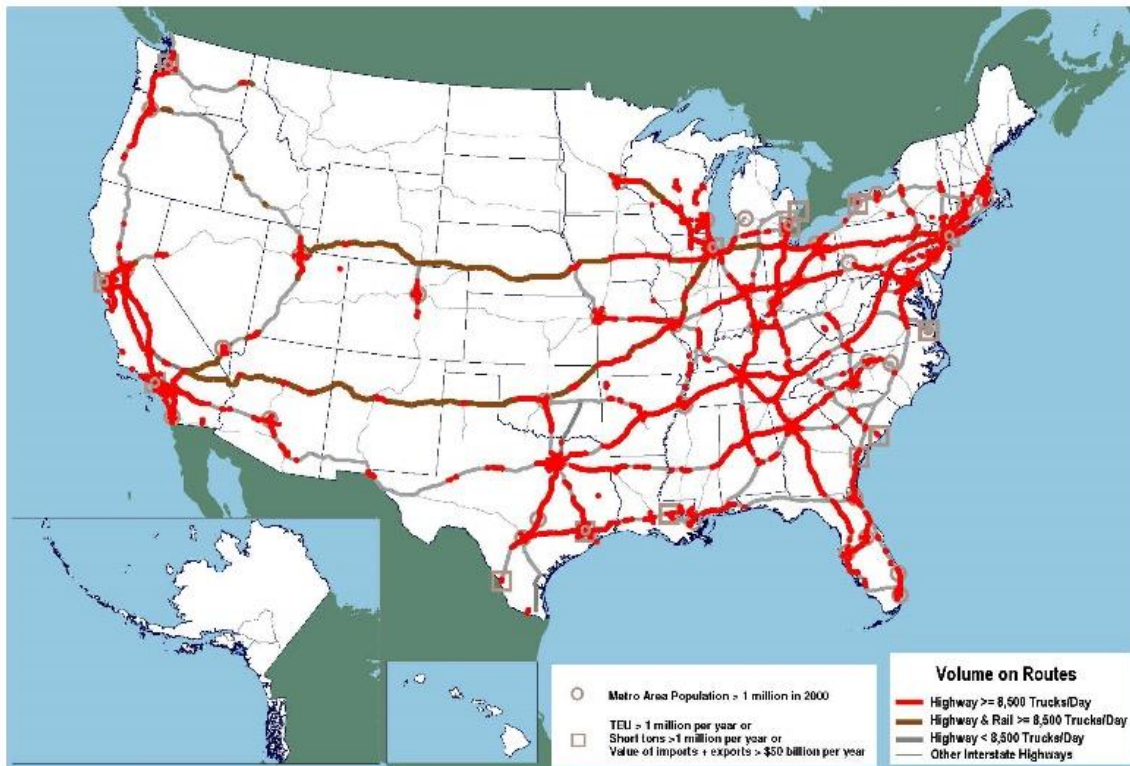 Metro Area Population > 1 million in 2000
TEU > 1 million per year or
Short tons >1 million per year or
Value of imports + exports > $50 billion per year
Volume on Routes
Highway >= 8,500 Trucks/Day
Highway & Rail >= 8,500 Trucks/Day
Highway < 8,500 Trucks/Day
Other Interstate Highways